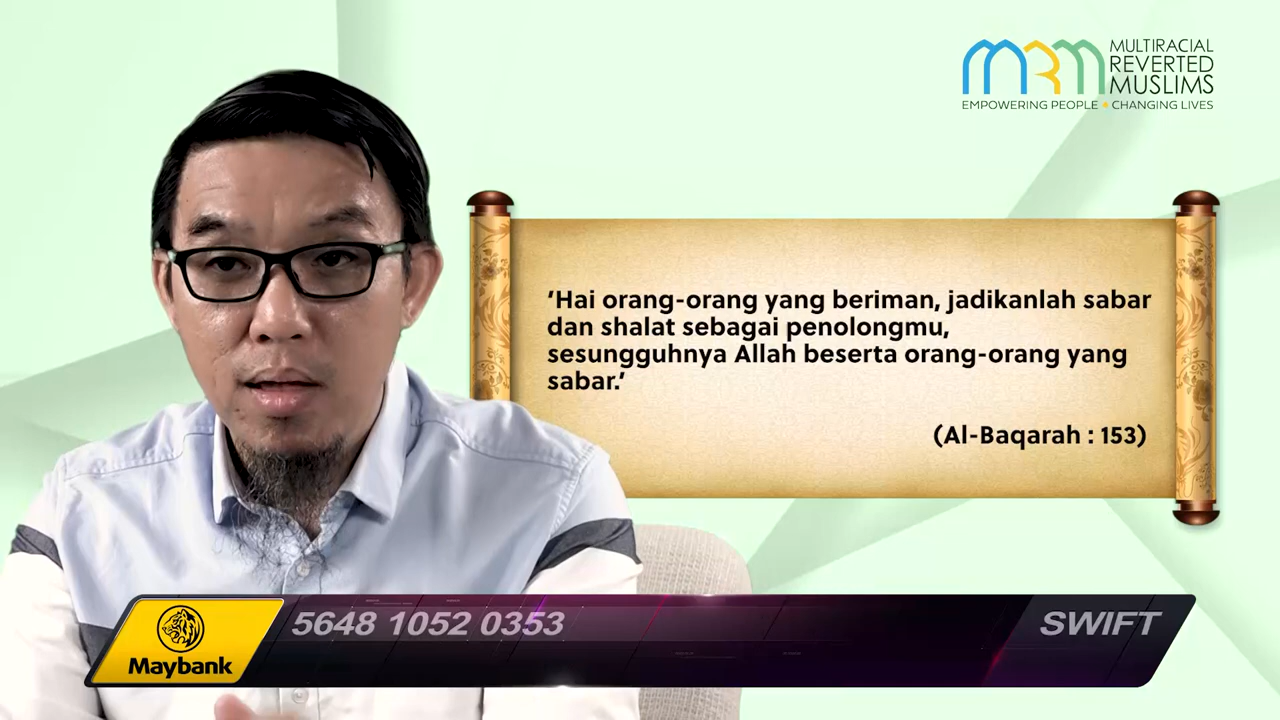 MRM
MULTIRACIAL
REVERTED
MUSLIMS
EMPOWERING PEOPLE CHANGING LIVES
‘Hai orang-orang yang beriman, jadikanlah sabar
dan shalat sebagai penolongmu,
sesungguhnya Allah beserta orang-orang yang
sabar.’
(Al-Baqarah : 153)
Maybank
5648 1052 0353
SWIFT